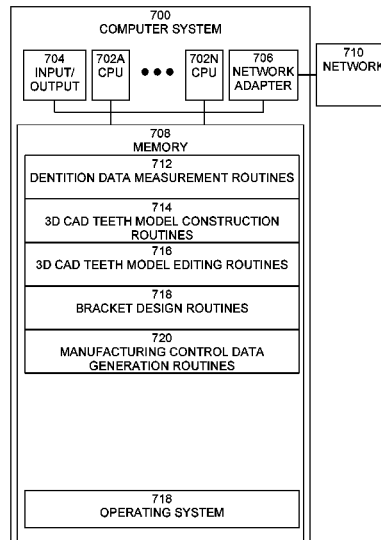 700
COMPUTER SYSTEM
704
INPUT/
OUTPUT
702A
CPU
●●●
702N
CPU
706
NETWORK
ADAPTER
710
NETWORK
708
MEMORY
712
DENTITION DATA MEASUREMENT ROUTINES
714
3D CAD TEETH MODEL CONSTRUCTION
ROUTINES
716
3D CAD TEETH MODEL EDITING ROUTINES
718
BRACKET DESIGN ROUTINES
720
MANUFACTURING CONTROL DATA
GENERATION ROUTINES
718
OPERATING SYSTEM